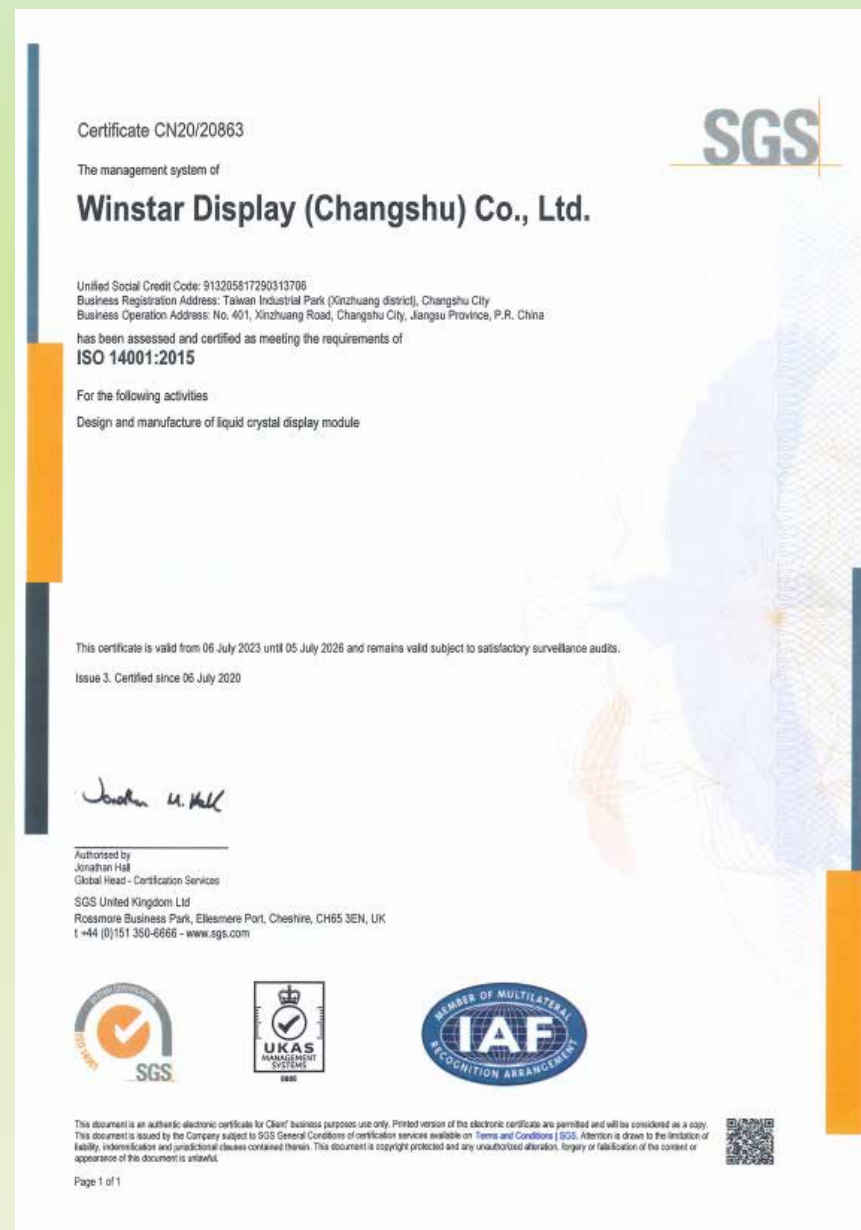 Certificate CN20/20863
SGS
The management system of
Winstar Display (Changshu) Co., Ltd.
Unified Social Credit Code: 913205817290313706
Business Registration Address: Taiwan Industrial Park (Xinzhuang district), Changshu City
Business Operation Address: No. 401, Xinzhuang Road, Changshu City, Jiangsu Province, P.R. China
has been assessed and certified as meeting the requirements of
ISO 14001:2015
For the following activities
Design and manufacture of liquid crystal display module
This certificate is valid from 06 July 2023 until 05 July 2026 and remains valid subject to satisfactory surveillance audits.
Issue 3. Certified since 06 July 2020
Authorised by
Jonathan Hall
Global Head - Certification Services
SGS United Kingdom Ltd
Rossmore Business Park, Ellesmere Port, Cheshire, CH65 3EN, UK
t +44 (0)151 350-6666 - www.sgs.com
SYSTEM CERTIFICATION
ISO 14001
SGS
UKAS
MANAGEMENT
SYSTEMS
0005
MEMBER OF MULTILATERAL
IAF
RECOGNITION ARRANGEMENT
This document is an authentic electronic certificate for Client' business purposes use only. Printed version of the electronic certificate are permitted and will be considered as a copy.
This document is issued by the Company subject to SGS General Conditions of certification services available on Terms and Conditions | SGS. Attention is drawn to the limitation of
liability, indemnification and jurisdictional clauses contained therein. This document is copyright protected and any unauthorized alteration, forgery or falsification of the content or
appearance of this document is unlawful.
Page 1 of 1